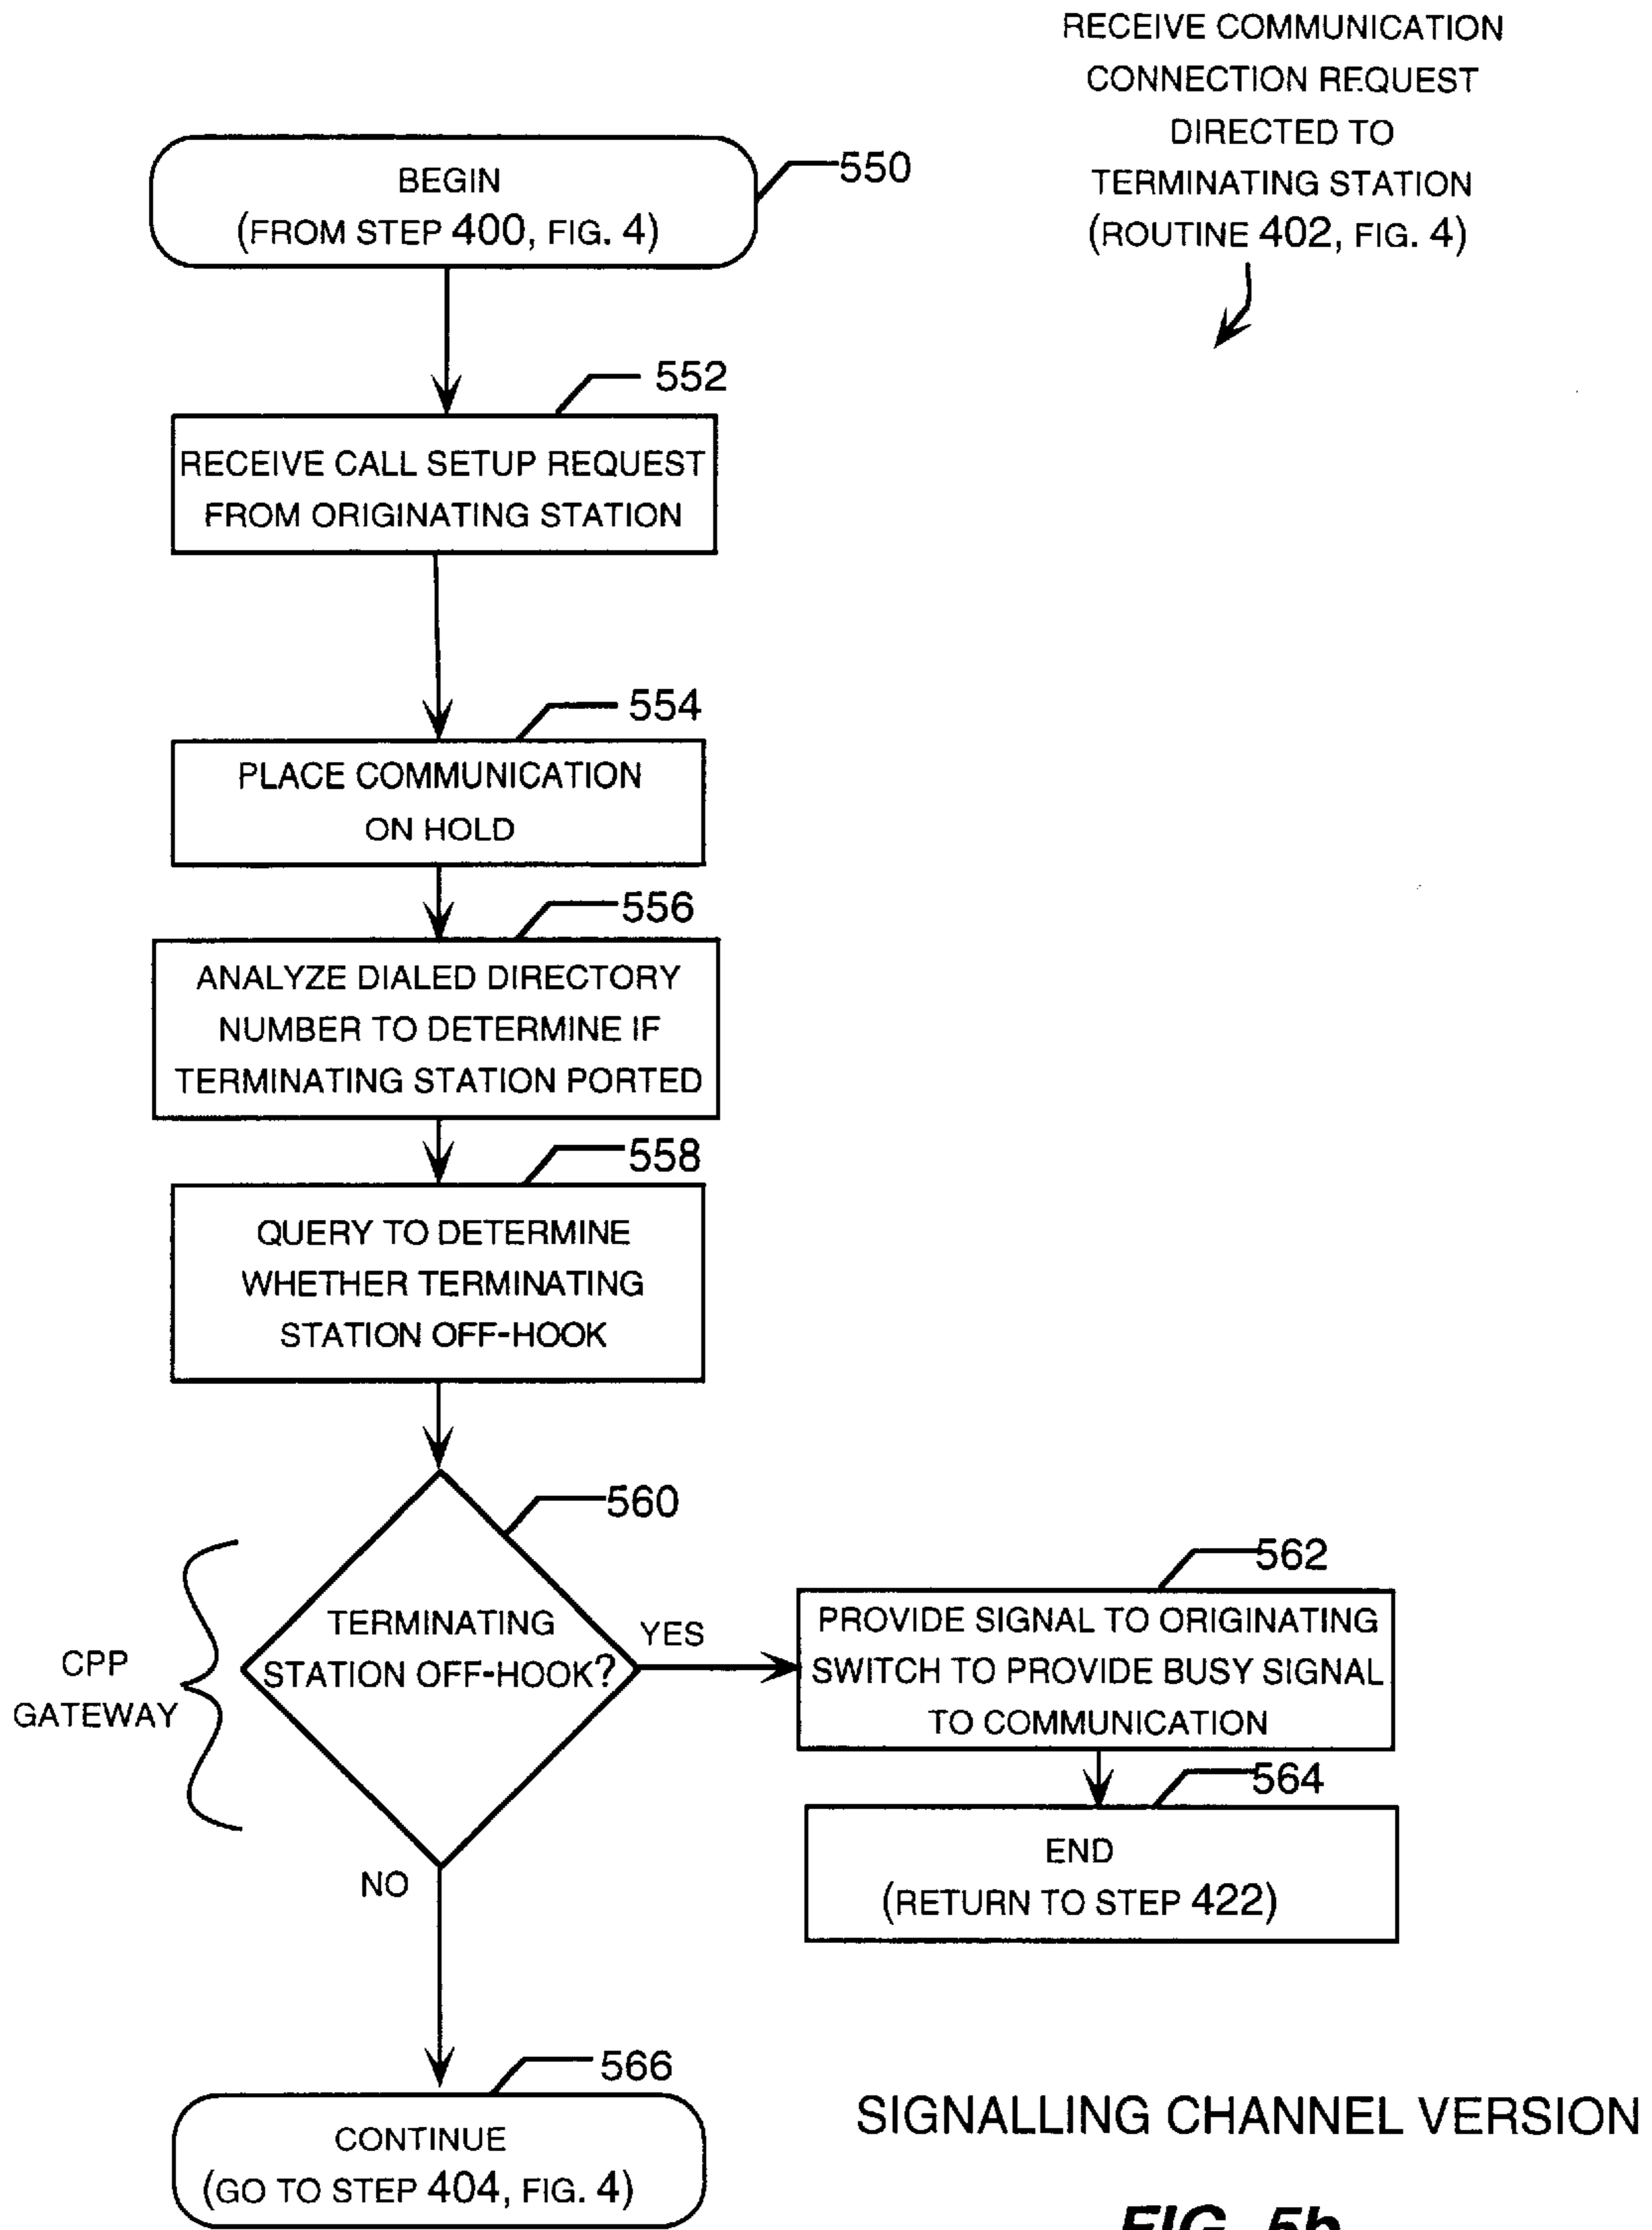 RECEIVE COMMUNICATION
CONNECTION REQUEST
DIRECTED TO
TERMINATING STATION
(ROUTINE 402, FIG. 4)
BEGIN
(FROM STEP 400, FIG. 4)
550
552
RECEIVE CALL SETUP REQUEST
FROM ORIGINATING STATION
554
PLACE COMMUNICATION
ON HOLD
556
ANALYZE DIALED DIRECTORY
NUMBER TO DETERMINE IF
TERMINATING STATION PORTED
558
QUERY TO DETERMINE
WHETHER TERMINATING
STATION OFF-HOOK
560
TERMINATING
STATION OFF-HOOK?
CPP
GATEWAY
YES
NO
562
PROVIDE SIGNAL TO ORIGINATING
SWITCH TO PROVIDE BUSY SIGNAL
TO COMMUNICATION
564
END
(RETURN TO STEP 422)
566
CONTINUE
(GO TO STEP 404, FIG. 4)
SIGNALLING CHANNEL VERSION
FIG. 5b